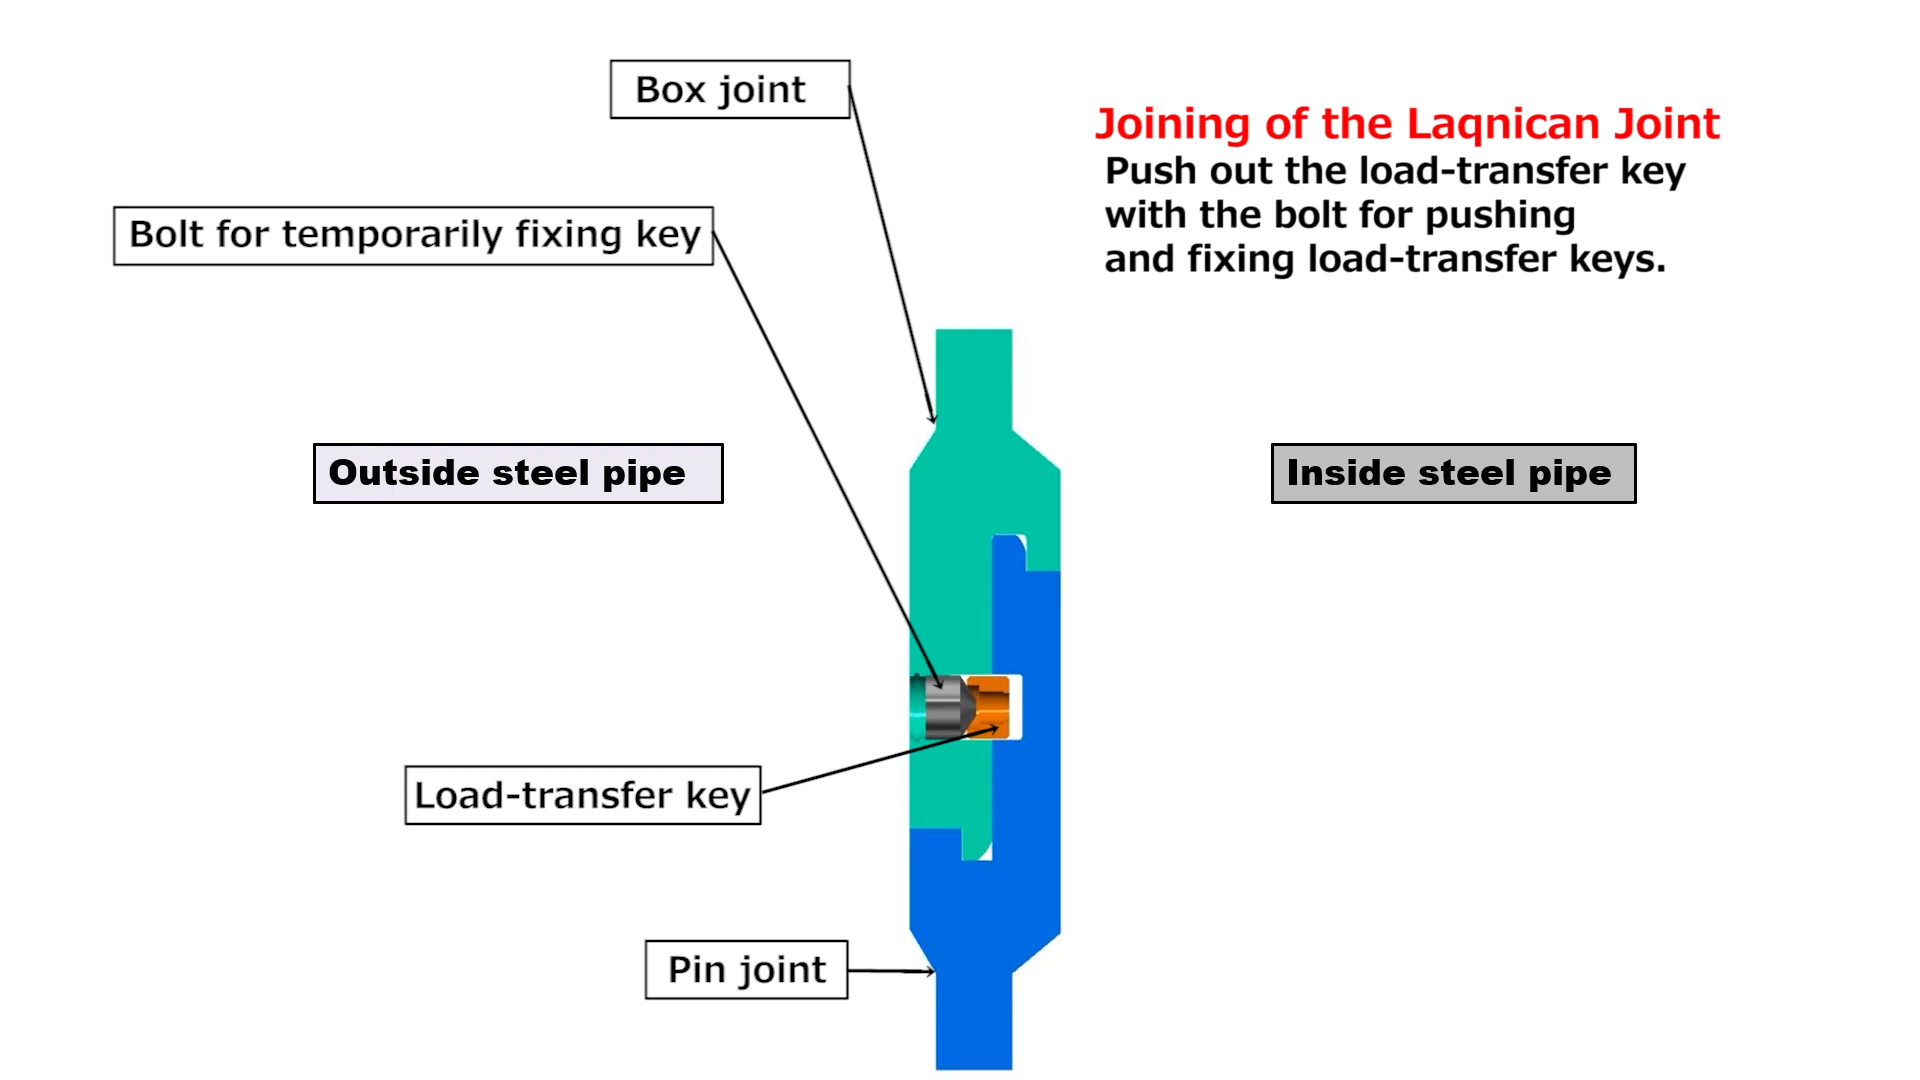 Box joint
Joining of the Laqnican Joint
Push out the load-transfer key
with the bolt for pushing
and fixing load-transfer keys.
Bolt for temporarily fixing key
Outside steel pipe
Inside steel pipe
Load-transfer key
Pin joint